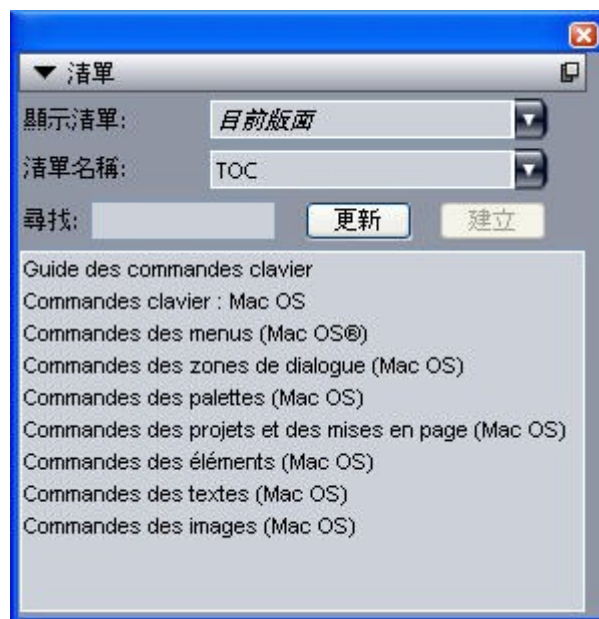 清單
顯示清單: 目前版面
清單名稱: TOC
尋找: 更新 建立
Guide des commandes clavier
Commandes clavier : Mac OS
Commandes des menus (Mac OS®)
Commandes des zones de dialogue (Mac OS)
Commandes des palettes (Mac OS)
Commandes des projets et des mises en page (Mac OS)
Commandes des éléments (Mac OS)
Commandes des textes (Mac OS)
Commandes des images (Mac OS)